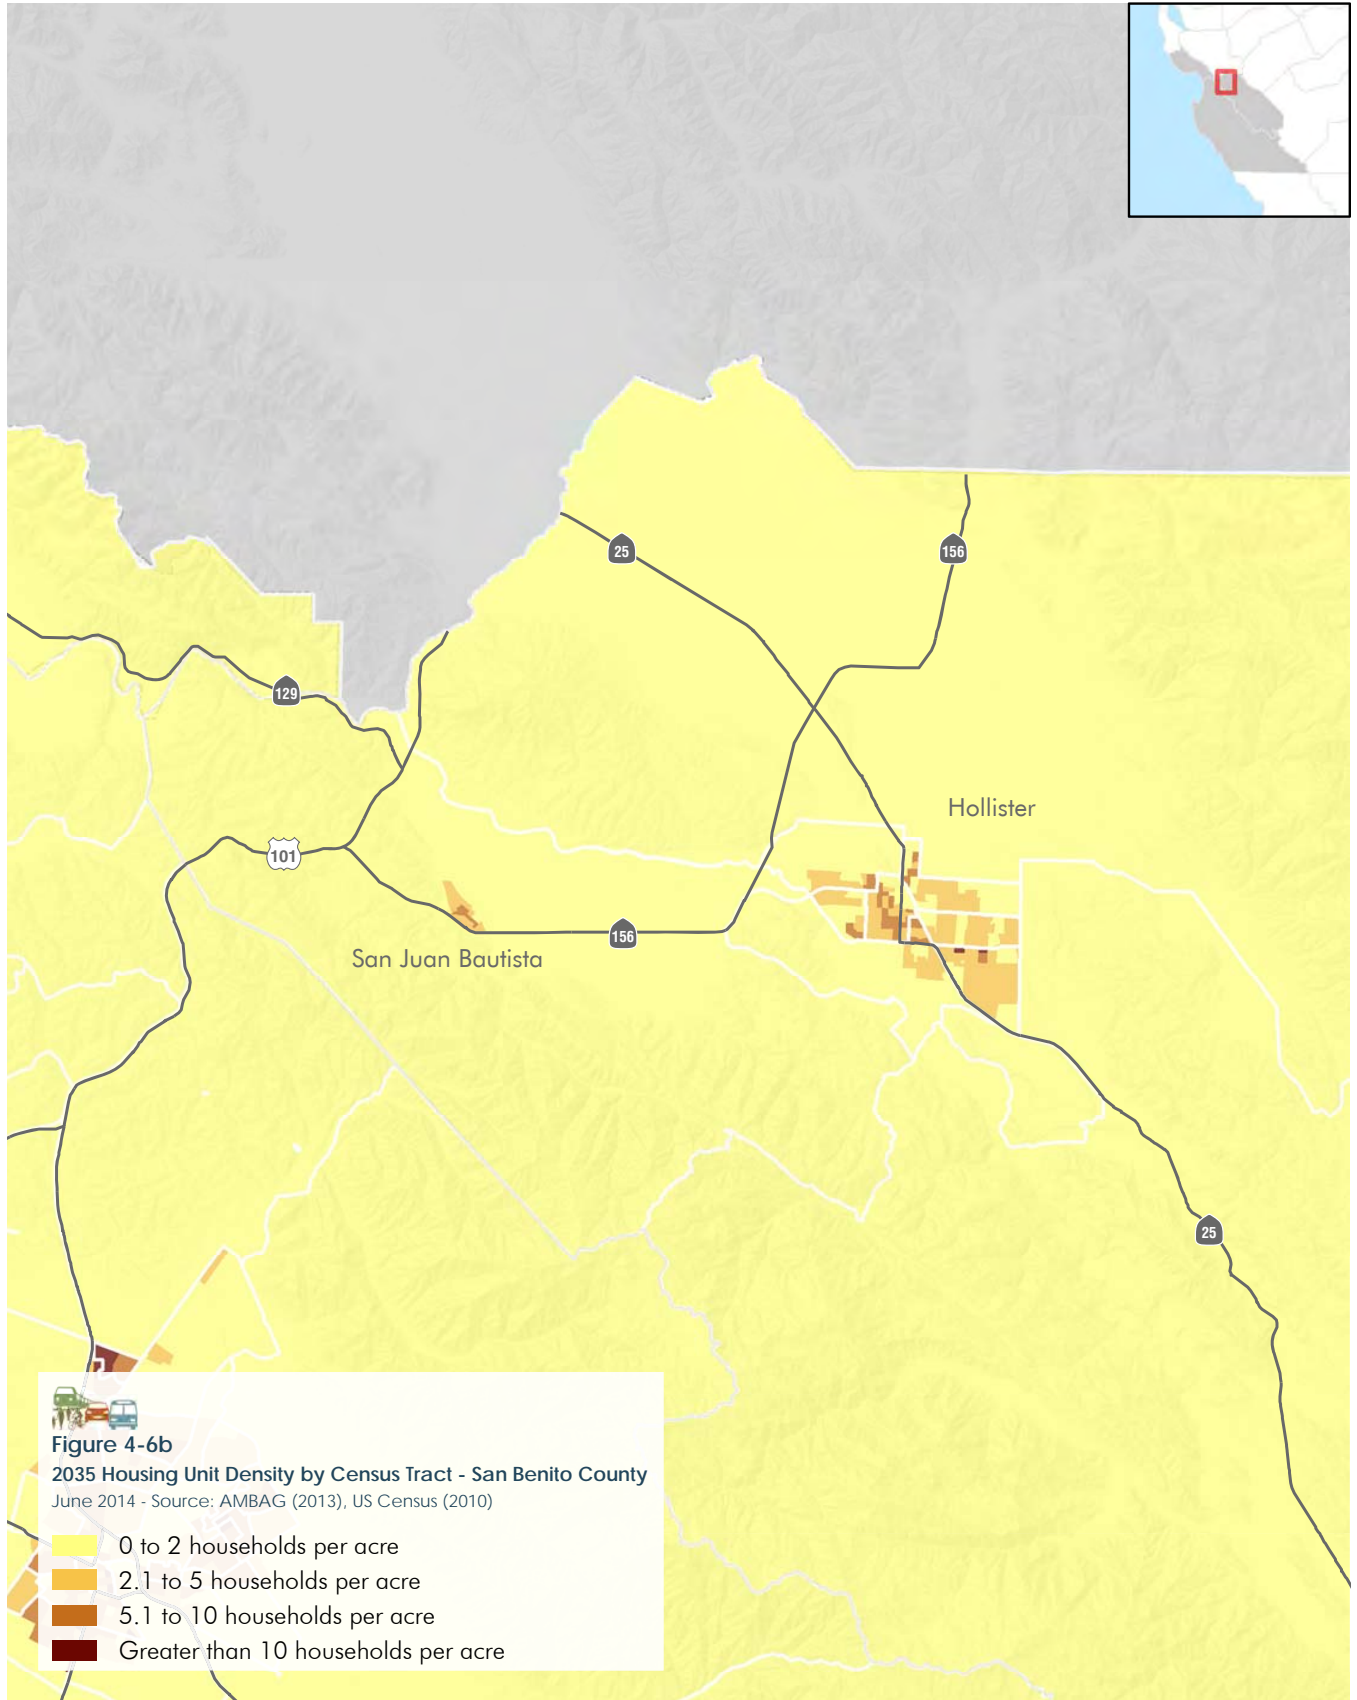 25
156
129
Hollister
101
156
San Juan Bautista
25
Figure 4-6b
2035 Housing Unit Density by Census Tract - San Benito County
June 2014 - Source: AMBAG (2013), US Census (2010)
0 to 2 households per acre
2.1 to 5 households per acre
5.1 to 10 households per acre
Greater than 10 households per acre